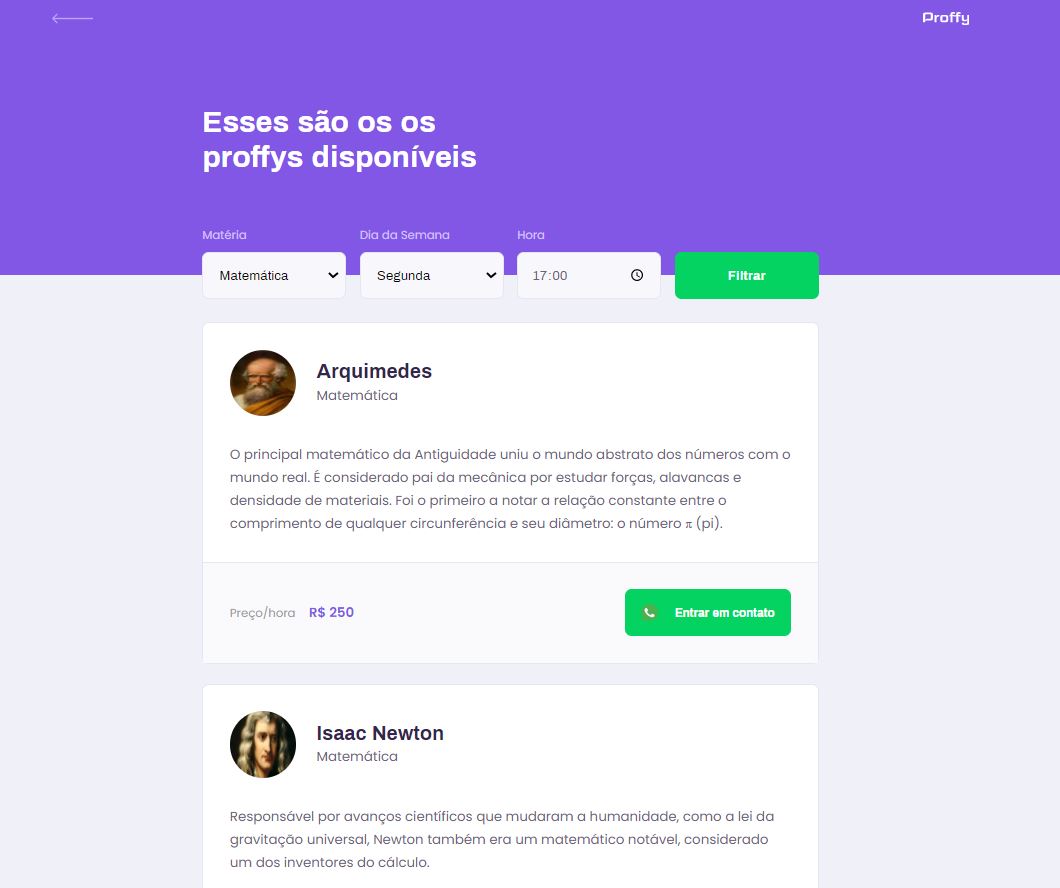 Proffy
Esses são os os
proffys disponíveis
Matéria
Dia da Semana
Hora
Matemática
Segunda
17:00
Filtrar
Arquimedes
Matemática
O principal matemático da Antiguidade uniu o mundo abstrato dos números com o
mundo real. É considerado pai da mecânica por estudar forças, alavancas e
densidade de materiais. Foi o primeiro a notar a relação constante entre o
comprimento de qualquer circunferência e seu diâmetro: o número π (pi).
Preço/hora
R$ 250
Entrar em contato
Isaac Newton
Matemática
Responsável por avanços científicos que mudaram a humanidade, como a lei da
gravitação universal, Newton também era um matemático notável, considerado
um dos inventores do cálculo.